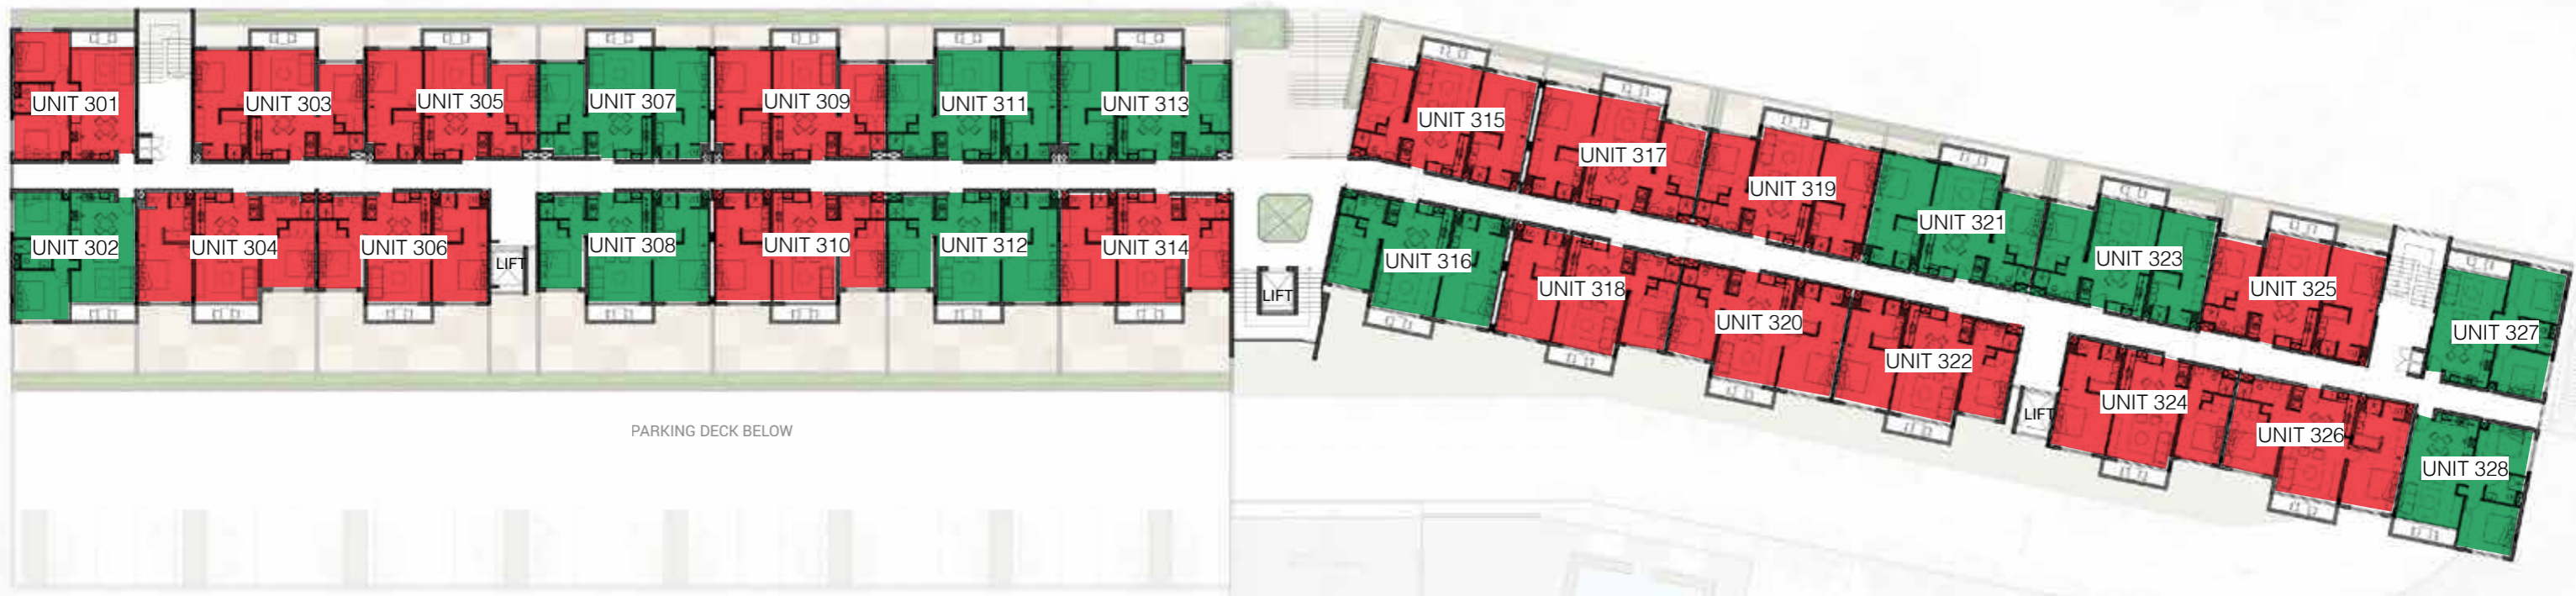 UNIT 301
UNIT 303
UNIT 305
UNIT 307
UNIT 309
UNIT 311
UNIT 313
UNIT 315
UNIT 317
UNIT 319
UNIT 321
UNIT 323
UNIT 325
UNIT 327
UNIT 302
UNIT 304
UNIT 306
LIFT
UNIT 308
UNIT 310
UNIT 312
UNIT 314
LIFT
UNIT 316
UNIT 318
UNIT 320
UNIT 322
LIFT
UNIT 324
UNIT 326
UNIT 328
PARKING DECK BELOW